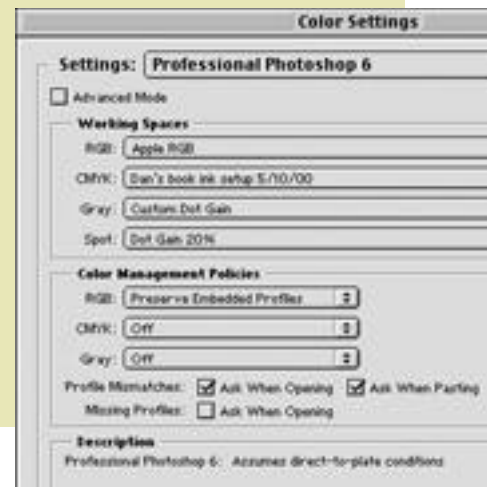 Color Settings
Settings: Professional Photoshop 6
Advanced Mode
Working Spaces
RGB: Apple RGB
CMYK: Dan's book ink setup 5/10/00
Gray: Custom Dot Gain
Spot: Dot Gain 20%
Color Management Policies
RGB: Preserve Embedded Profiles
CMYK: Off
Gray: Off
Profile Mismatches: Ask When Opening Ask When Pasting
Missing Profiles: Ask When Opening
Description
Professional Photoshop 6: Assumes direct-to-plate conditions